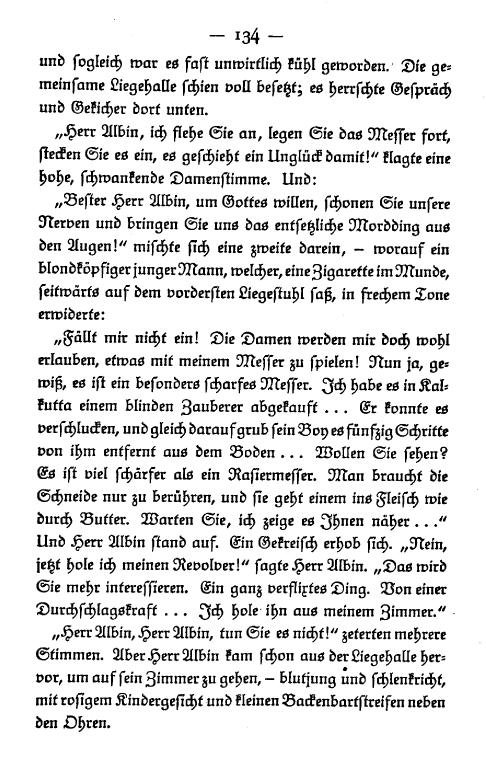 — 134 —
und sogleich war es fast unwirtlich kühl geworden. Die ge-
meinsame Liegehalle schien voll besetzt; es herrschte Gespräch
und Gekicher dort unten.
„Herr Albin, ich flehe Sie an, legen Sie das Messer fort,
stecken Sie es ein, es geschieht ein Unglück damit!“ klagte eine
hohe, schwankende Damenstimme. Und:
„Bester Herr Albin, um Gottes willen, schonen Sie unsere
Nerven und bringen Sie uns das entsetzliche Mordding aus
den Augen!“ mischte sich eine zweite darein, – worauf ein
blondköpfiger junger Mann, welcher, eine Zigarette im Munde,
seitwärts auf dem vordersten Liegestuhl saß, in frechem Tone
erwiderte:
„Fällt mir nicht ein! Die Damen werden mir doch wohl
erlauben, etwas mit meinem Messer zu spielen! Nun ja, ge-
wiß, es ist ein besonders scharfes Messer. Ich habe es in Kal-
kutta einem blinden Zauberer abgekauft ... Er konnte es
verschlucken, und gleich darauf grub sein Boy es fünfzig Schritte
von ihm entfernt aus dem Boden ... Wollen Sie sehen?
Es ist viel schärfer als ein Rasiermesser. Man braucht die
Schneide nur zu berühren, und sie geht einem ins Fleisch wie
durch Butter. Warten Sie, ich zeige es Ihnen näher ...“
Und Herr Albin stand auf. Ein Gekreisch erhob sich. „Nein,
jetzt hole ich meinen Revolver!“ sagte Herr Albin. „Das wird
Sie mehr interessieren. Ein ganz verflixtes Ding. Von einer
Durchschlagskraft ... Ich hole ihn aus meinem Zimmer.“
„Herr Albin, Herr Albin, tun Sie es nicht!“ zeterten mehrere
Stimmen. Aber Herr Albin kam schon aus der Liegehalle her-
vor, um auf sein Zimmer zu gehen, – blutjung und schlenkricht,
mit rosigem Kindergesicht und kleinen Backenbartstreifen neben
den Ohren.